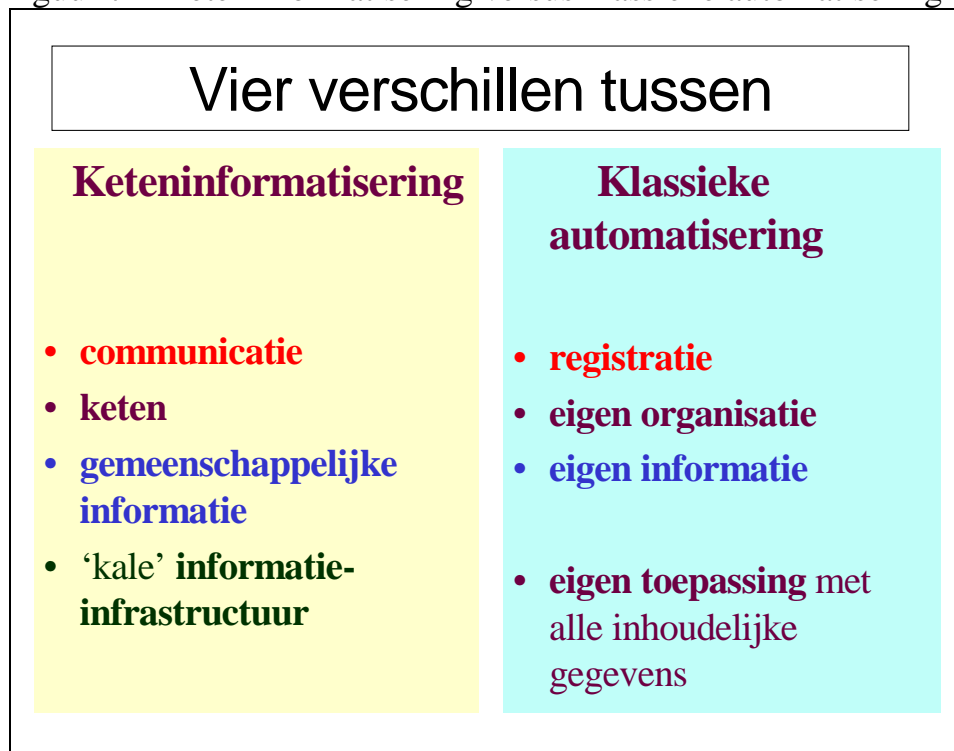 Vier verschillen tussen
Keteninformatisering
• communicatie
• keten
• gemeenschappelijke
informatie
• ‘kale’ informatie-
infrastructuur
Klassieke
automatisering
• registratie
• eigen organisatie
• eigen informatie
• eigen toepassing met
alle inhoudelijke
gegevens